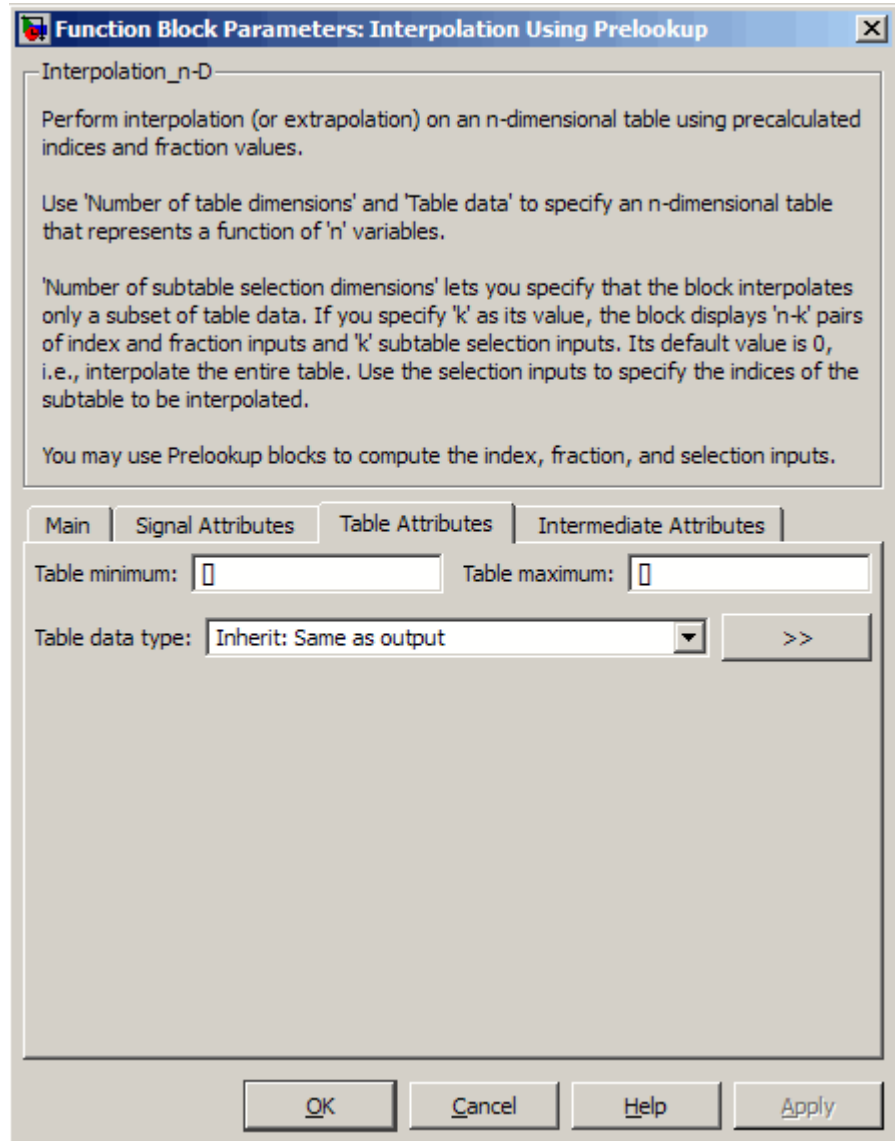 Function Block Parameters: Interpolation Using Prelookup
Interpolation_n-D
Perform interpolation (or extrapolation) on an n-dimensional table using precalculated
indices and fraction values.
Use 'Number of table dimensions' and 'Table data' to specify an n-dimensional table
that represents a function of 'n' variables.
'Number of subtable selection dimensions' lets you specify that the block interpolates
only a subset of table data. If you specify 'k' as its value, the block displays 'n-k' pairs
of index and fraction inputs and 'k' subtable selection inputs. Its default value is 0,
i.e., interpolate the entire table. Use the selection inputs to specify the indices of the
subtable to be interpolated.
You may use Prelookup blocks to compute the index, fraction, and selection inputs.
Main Signal Attributes Table Attributes Intermediate Attributes
Table minimum: [] Table maximum: []
Table data type: Inherit: Same as output >>
OK Cancel Help Apply